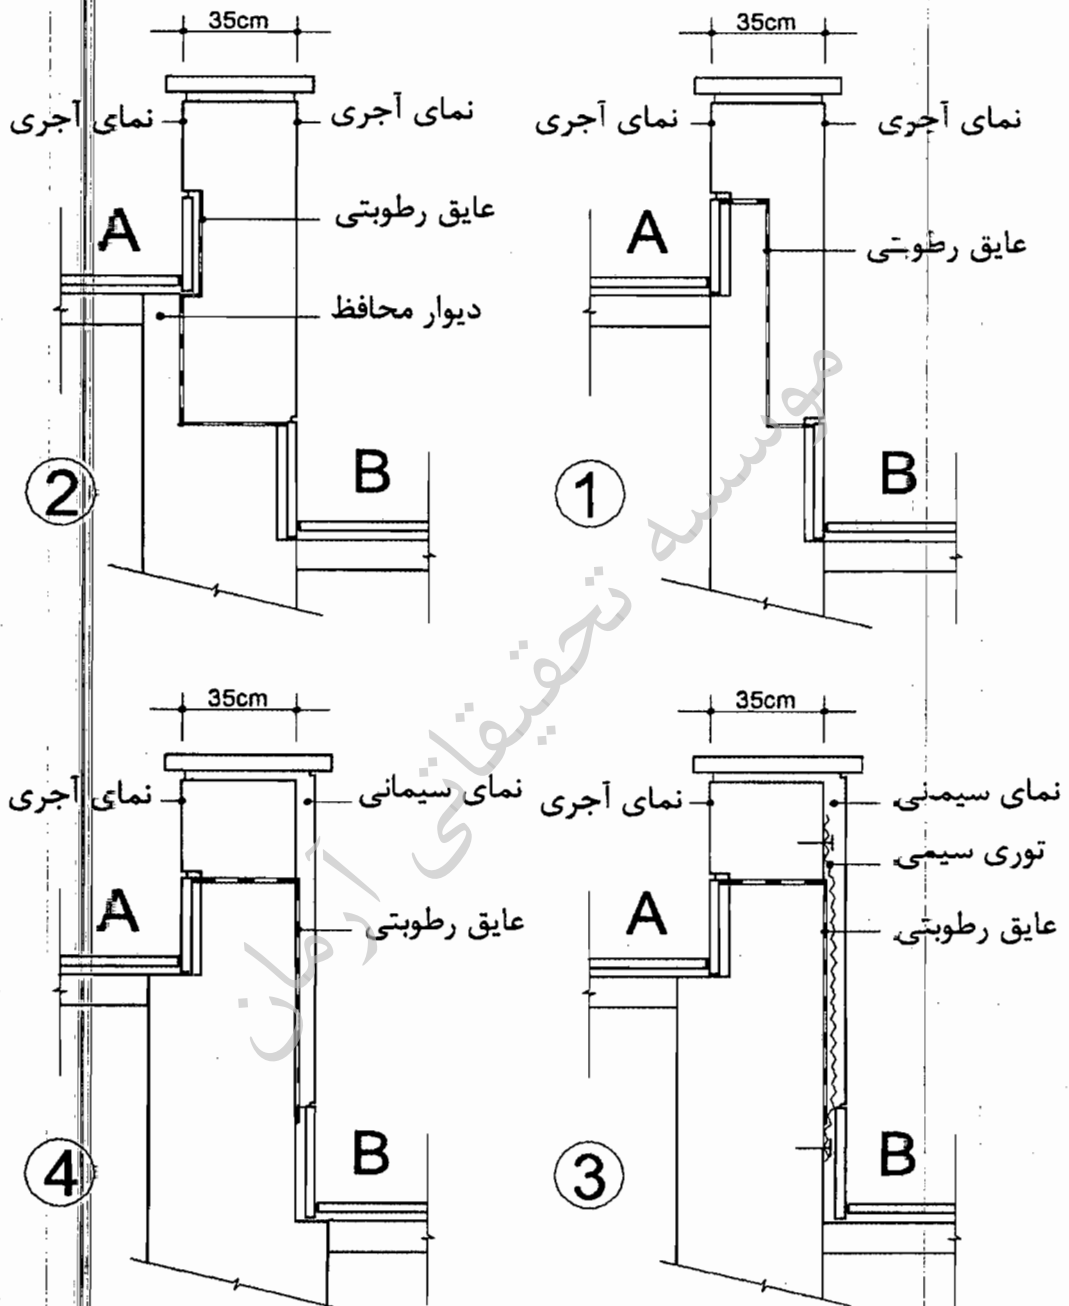 35cm
35cm
نمای آجری
نمای آجری
نمای آجری
نمای آجری
عایق رطوبتی
A
A
عایق رطوبتی
دیوار محافظ
B
B
2
1
موسسه تحقیقاتی آرمان
35cm
35cm
نمای سیمانی
نمای آجری
نمای سیمانی
نمای آجری
توری سیمی
عایق رطوبتی
A
عایق رطوبتی
A
B
B
4
3